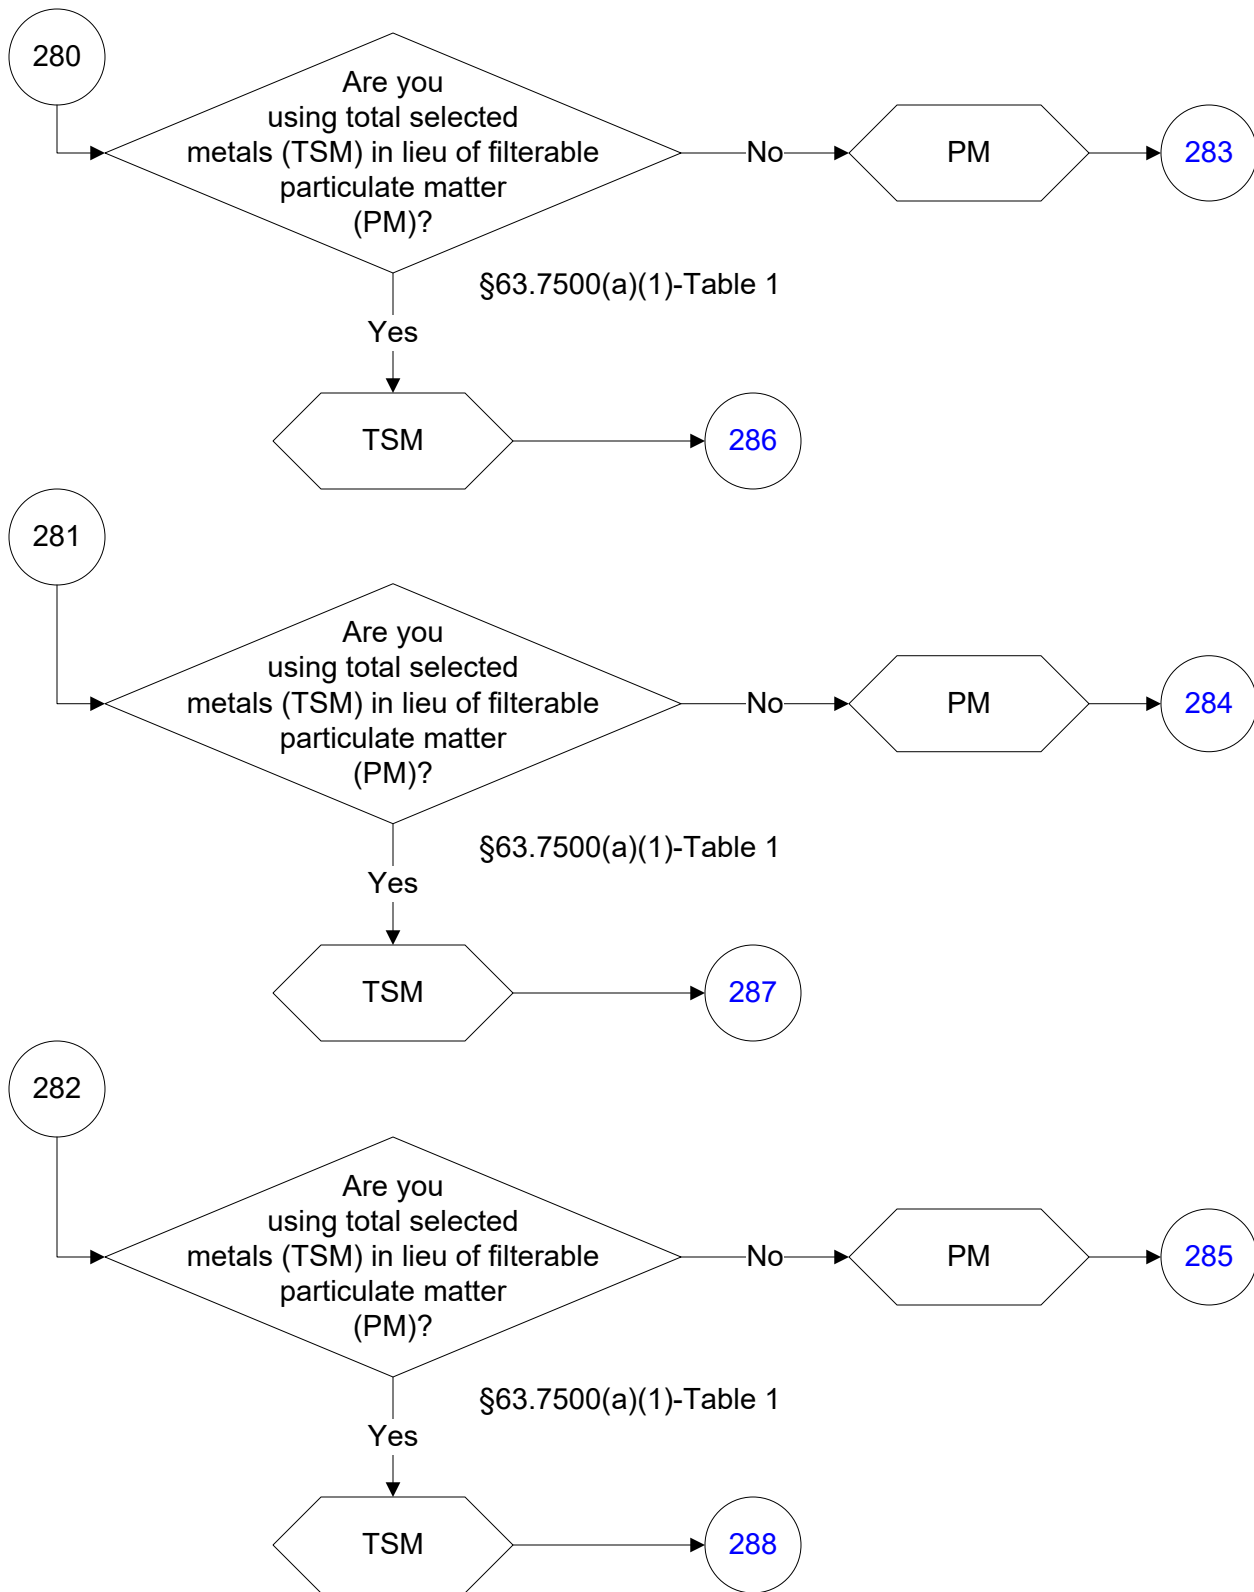 280
Are you
using total selected
metals (TSM) in lieu of filterable
particulate matter
(PM)?
No
PM
283
§63.7500(a)(1)-Table 1
Yes
TSM
286
281
Are you
using total selected
metals (TSM) in lieu of filterable
particulate matter
(PM)?
No
PM
284
§63.7500(a)(1)-Table 1
Yes
TSM
287
282
Are you
using total selected
metals (TSM) in lieu of filterable
particulate matter
(PM)?
No
PM
285
§63.7500(a)(1)-Table 1
Yes
TSM
288